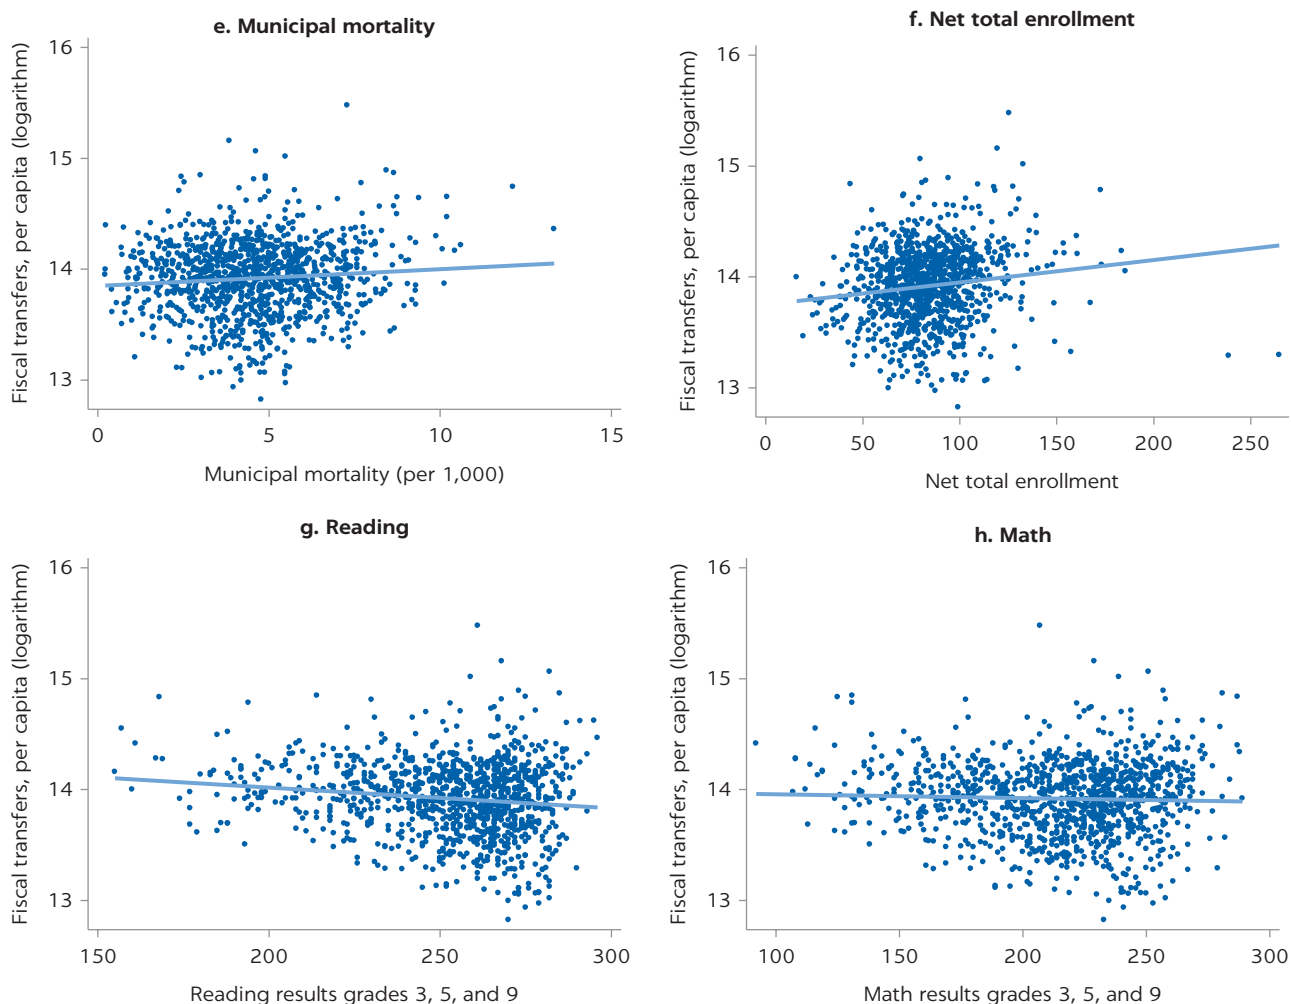 e. Municipal mortality
Fiscal transfers, per capita (logarithm)
16
15
14
13
0 5 10 15
Municipal mortality (per 1,000)
f. Net total enrollment
Fiscal transfers, per capita (logarithm)
16
15
14
13
0 50 100 150 200 250
Net total enrollment
g. Reading
Fiscal transfers, per capita (logarithm)
16
15
14
13
150 200 250 300
Reading results grades 3, 5, and 9
h. Math
Fiscal transfers, per capita (logarithm)
16
15
14
13
100 150 200 250 300
Math results grades 3, 5, and 9